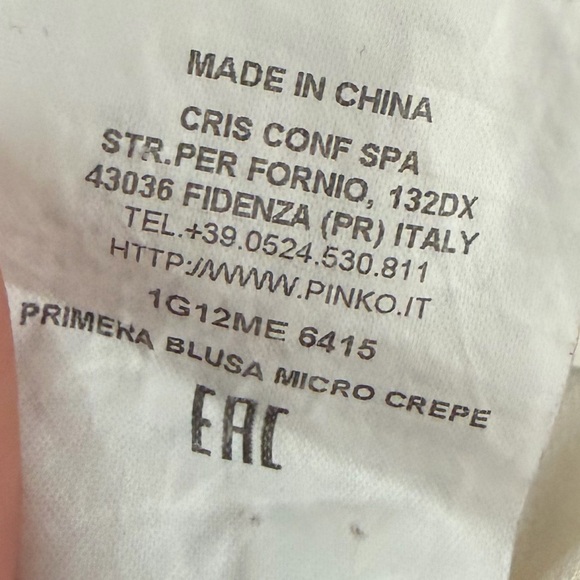 MADE IN CHINA
CRIS CONF SPA
STR.PER FORNIO, 132DX
43036 FIDENZA (PR) ITALY
TEL.+39.0524.530.811
HTTP://WWW.PINKO.IT
1G12ME 6415
PRIMERA BLUSA MICRO CREPE
EAC